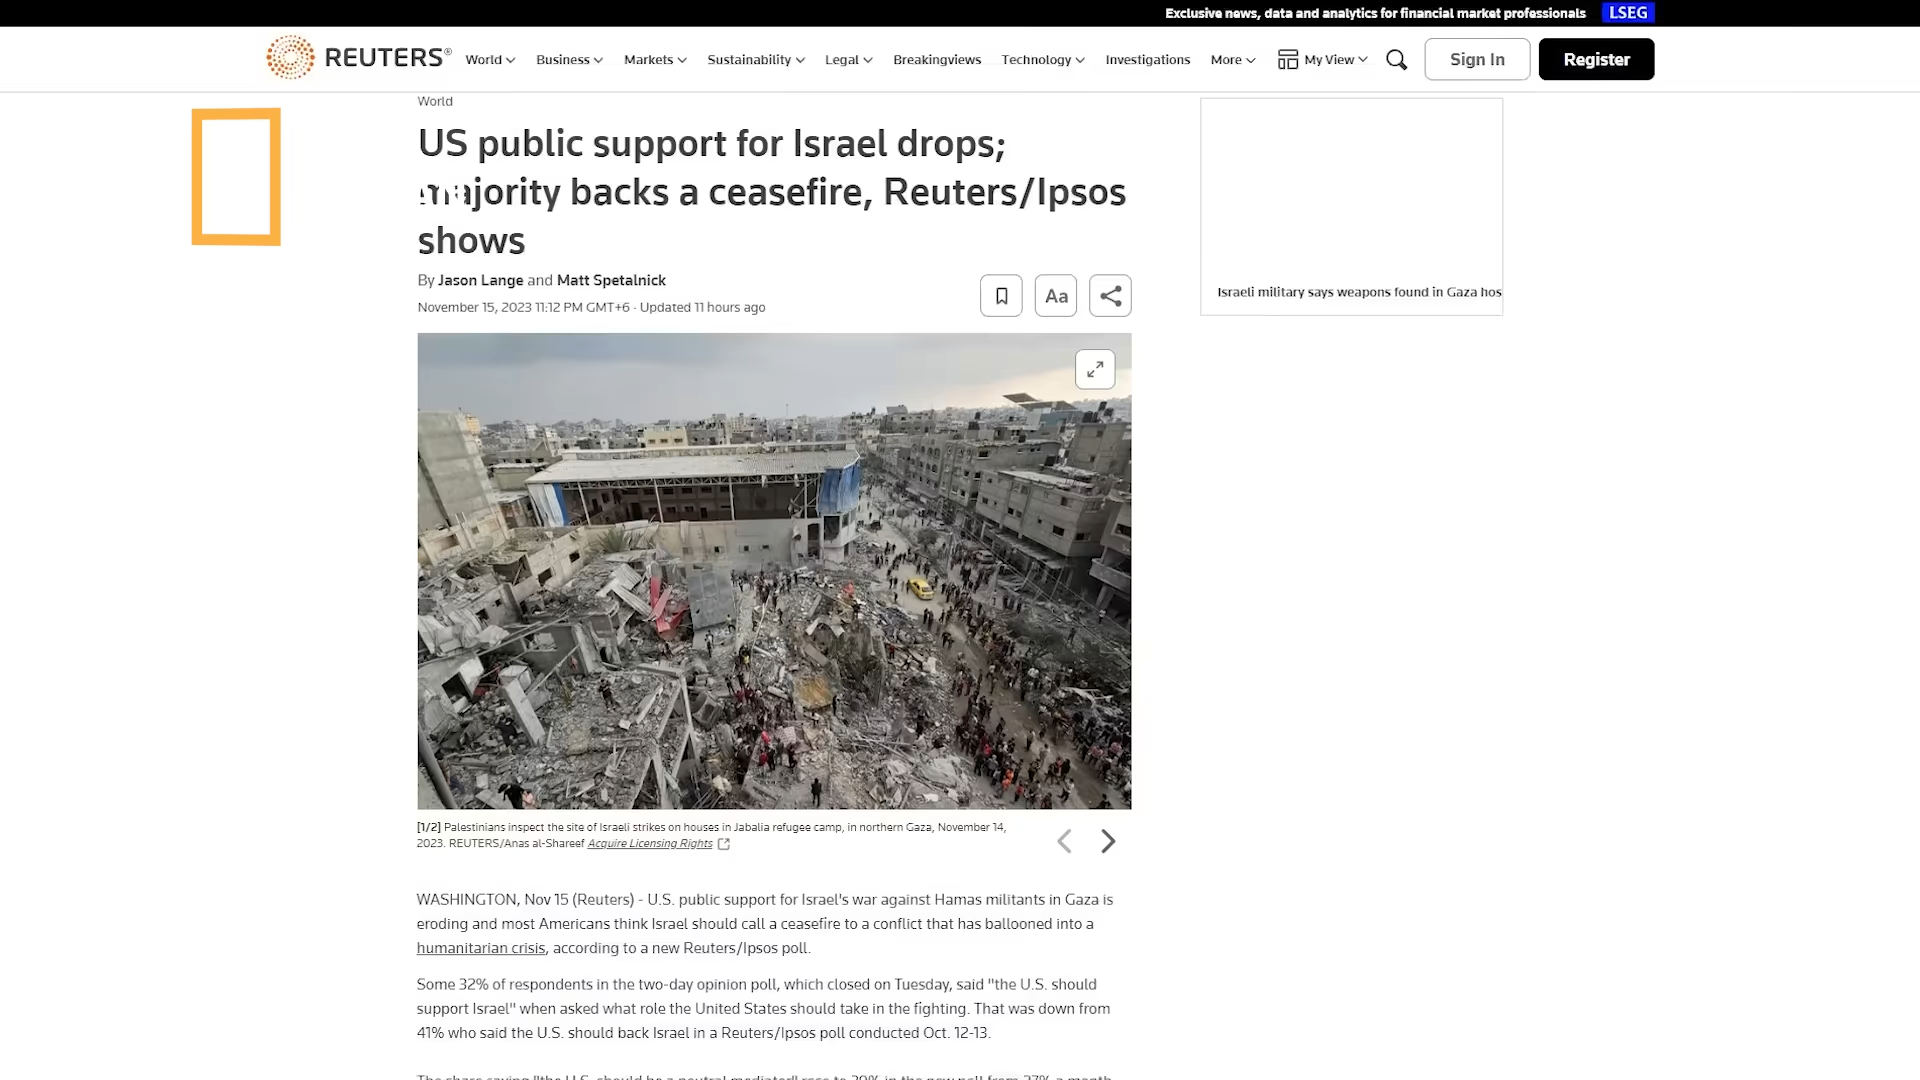 Exclusive news, data and analytics for financial market professionals LSEG
REUTERS® World Business Markets Sustainability Legal Breakingviews Technology Investigations More My View Sign In Register
World
US public support for Israel drops;
majority backs a ceasefire, Reuters/Ipsos
shows
By Jason Lange and Matt Spetalnick
November 15, 2023 11:12 PM GMT+6 · Updated 11 hours ago
Aa
Israeli military says weapons found in Gaza hos
[1/2] Palestinians inspect the site of Israeli strikes on houses in Jabalia refugee camp, in northern Gaza, November 14,
2023. REUTERS/Anas al-Shareef Acquire Licensing Rights
WASHINGTON, Nov 15 (Reuters) - U.S. public support for Israel's war against Hamas militants in Gaza is
eroding and most Americans think Israel should call a ceasefire to a conflict that has ballooned into a
humanitarian crisis, according to a new Reuters/Ipsos poll.
Some 32% of respondents in the two-day opinion poll, which closed on Tuesday, said "the U.S. should
support Israel" when asked what role the United States should take in the fighting. That was down from
41% who said the U.S. should back Israel in a Reuters/Ipsos poll conducted Oct. 12-13.